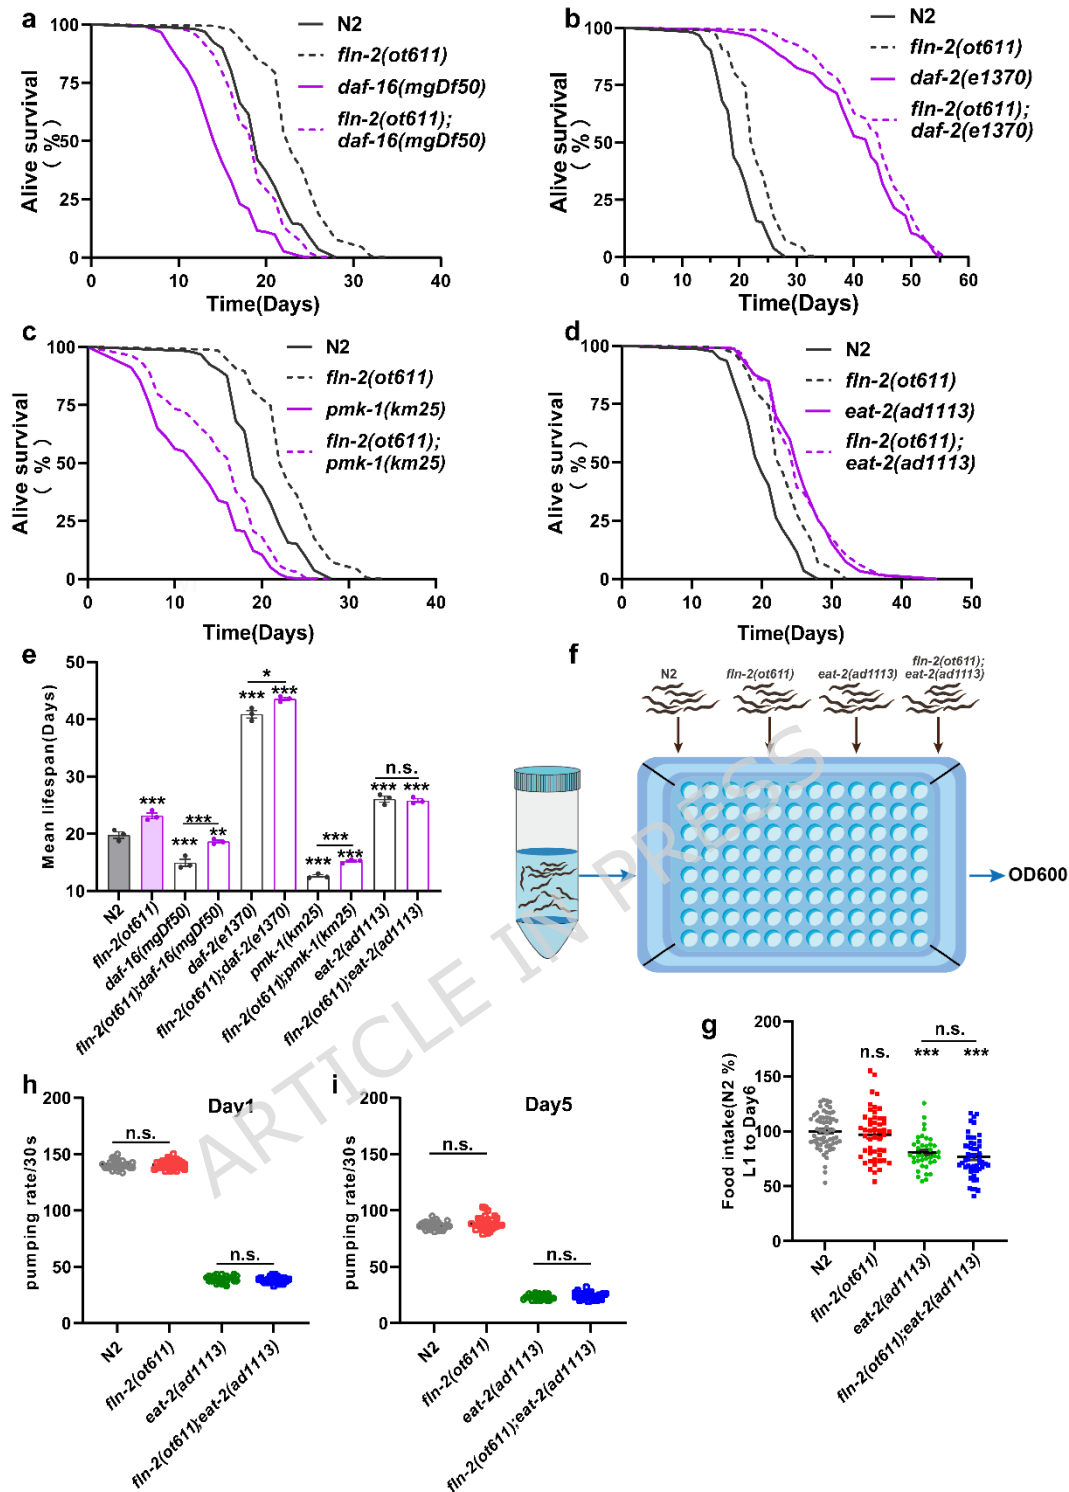 a
100
75
50
25
0
Alive survival
( % )
0 10 20 30 40
Time(Days)
N2
fln-2(ot611)
daf-16(mgDf50)
fln-2(ot611);
daf-16(mgDf50)
b
100
75
50
25
0
Alive survival
( % )
0 10 20 30 40 50 60
Time(Days)
N2
fln-2(ot611)
daf-2(e1370)
fln-2(ot611);
daf-2(e1370)
c
100
75
50
25
0
Alive survival
( % )
0 10 20 30 40
Time(Days)
N2
fln-2(ot611)
pmk-1(km25)
fln-2(ot611);
pmk-1(km25)
d
100
75
50
25
0
Alive survival
( % )
0 10 20 30 40 50
Time(Days)
N2
fln-2(ot611)
eat-2(ad1113)
fln-2(ot611);
eat-2(ad1113)
e
50
40
30
20
10
Mean lifespan(Days)
***
***
***
**
***
*
***
***
***
***
***
n.s.
***
N2
fln-2(ot611)
daf-16(mgDf50)
fln-2(ot611);daf-16(mgDf50)
daf-2(e1370)
fln-2(ot611);daf-2(e1370)
pmk-1(km25)
fln-2(ot611);pmk-1(km25)
eat-2(ad1113)
fln-2(ot611);eat-2(ad1113)
f
N2
fln-2(ot611)
eat-2(ad1113)
fln-2(ot611);
eat-2(ad1113)
OD600
g
200
150
100
50
0
Food intake(N2 %)
L1 to Day6
n.s.
***
n.s.
***
N2
fln-2(ot611)
eat-2(ad1113)
fln-2(ot611);eat-2(ad1113)
h
Day1
200
150
100
50
0
pumping rate/30s
n.s.
n.s.
N2
fln-2(ot611)
eat-2(ad1113)
fln-2(ot611);eat-2(ad1113)
i
Day5
200
150
100
50
0
pumping rate/30s
n.s.
n.s.
N2
fln-2(ot611)
eat-2(ad1113)
fln-2(ot611);eat-2(ad1113)
ARTICLE IN PRESS